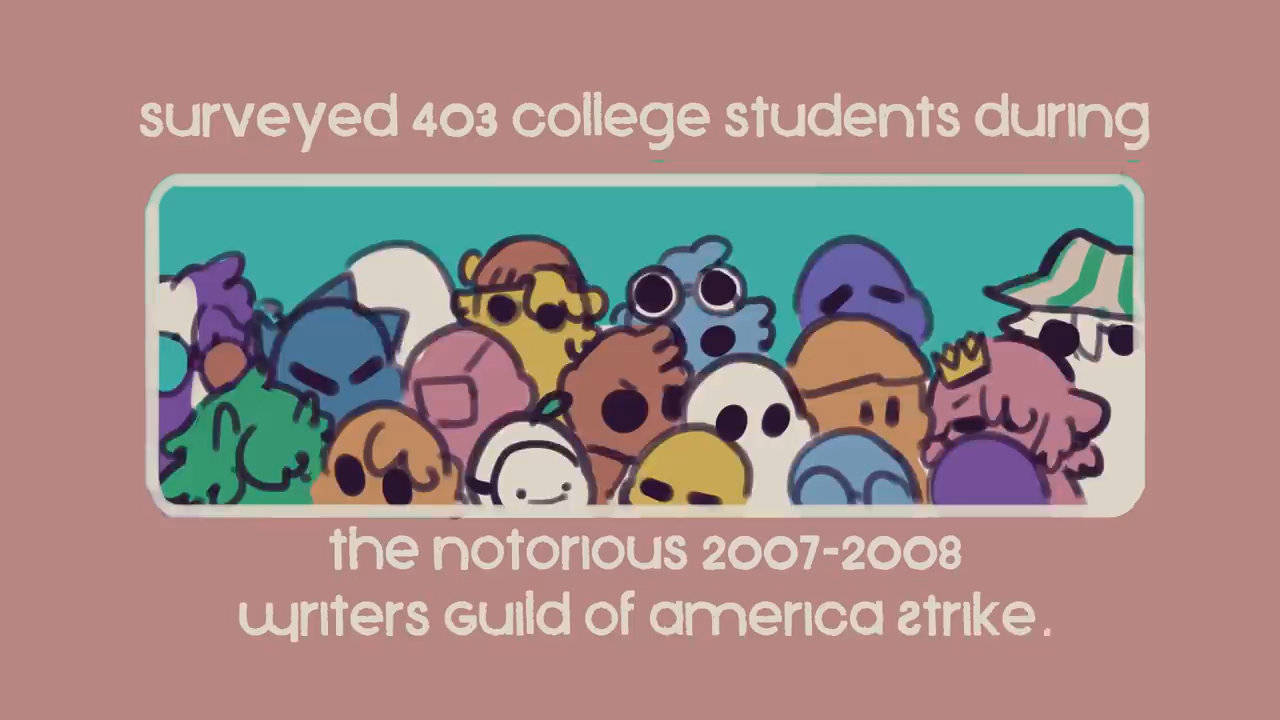 surveyed 403 college students during
the notorious 2007-2008
writers Guild of america strike.